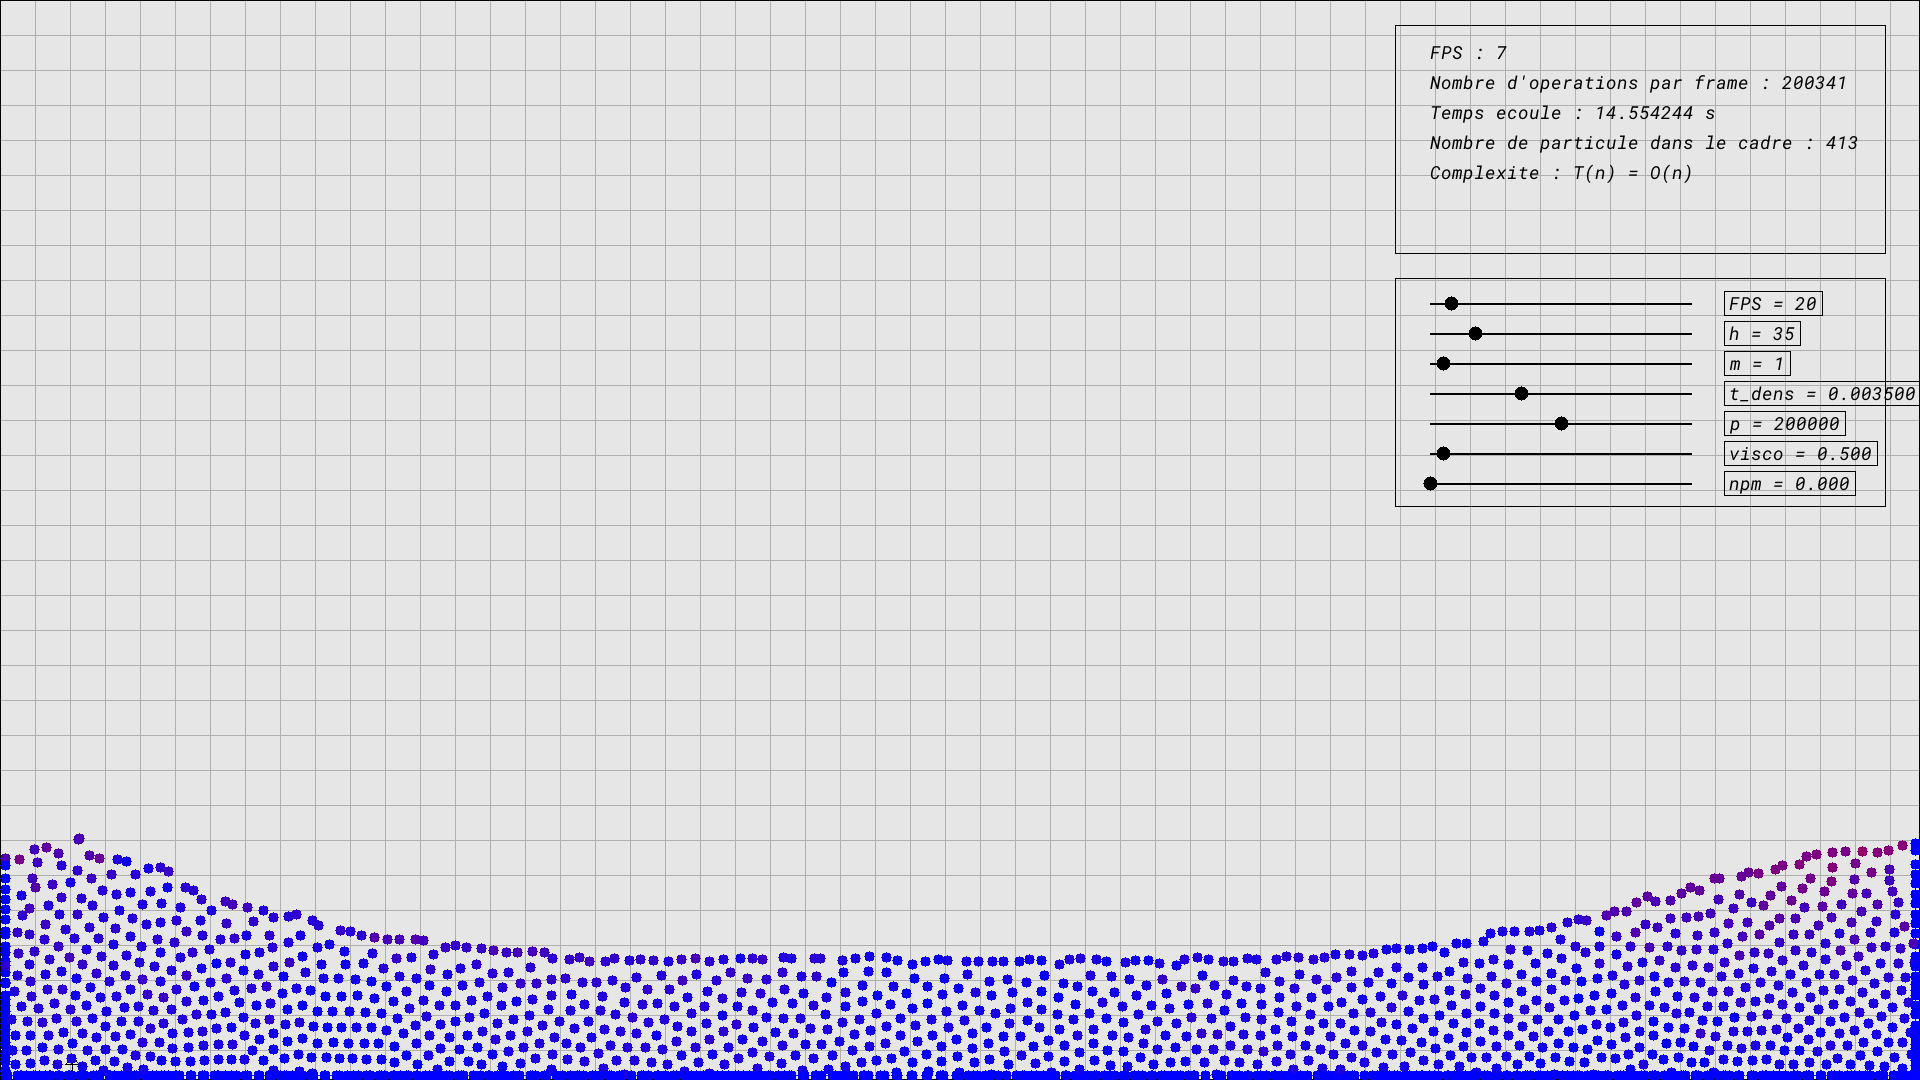 FPS : 7
Nombre d'operations par frame : 200341
Temps ecoule : 14.554244 s
Nombre de particule dans le cadre : 413
Complexite : T(n) = O(n)
FPS = 20
h = 35
m = 1
t_dens = 0.003500
p = 200000
visco = 0.500
npm = 0.000